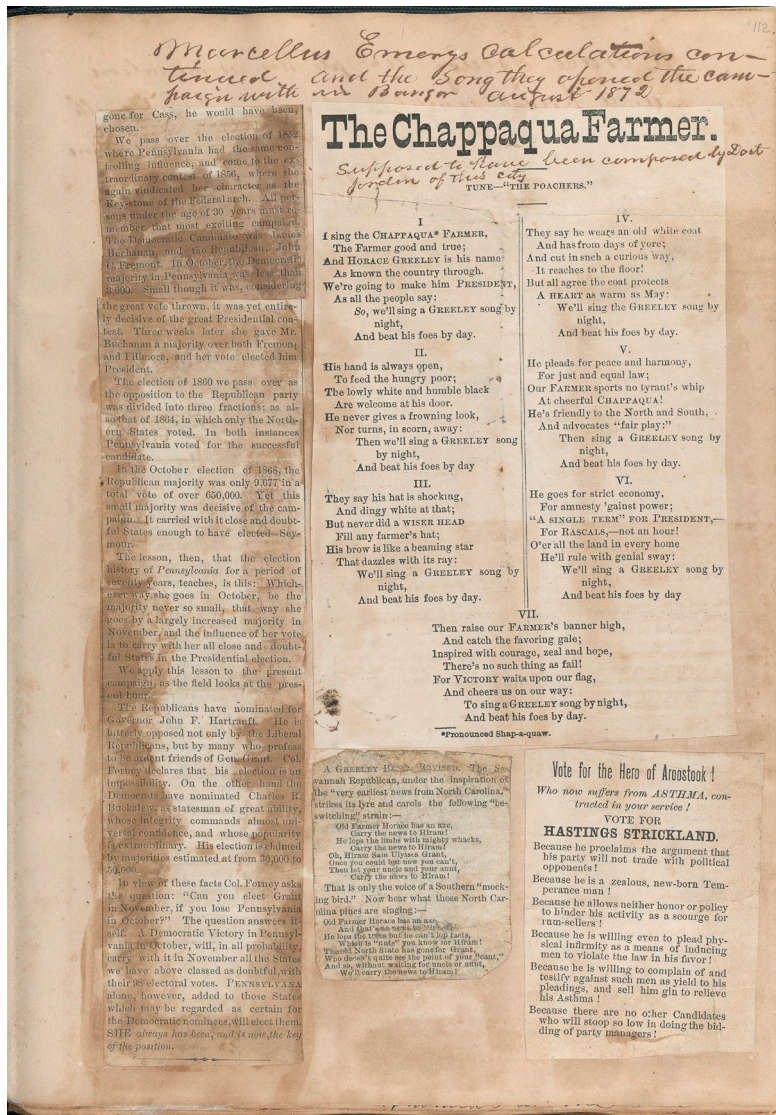 112.
Marcellus Emerys calculations con-
tinued and the Song they opened the cam-
paign with in Bangor August 1872
gone for Cass, he would have been,
chosen.
We pass over the election of 1852
where Pennsylvania had the same con-
trolling influence, and come to the ex-
traordinary contest of 1856, where she
again vindicated her character as the
Key-stone of the Federal arch. All per-
sons under the age of 30 years must re-
member that most exciting campaign.
The Democratic Candidate was James
Buchanan, and the Republican, John
C. Fremont. In October, the Democratic
majority in Pennsylvania was less than
3,000. Small though it was, considering
the great vote thrown, it was yet entire-
ly decisive of the great Presidential con-
test. Three weeks later she gave Mr.
Buchanan a majority over both Fremont
and Fillmore, and her vote elected him
President.
The election of 1860 we pass over as
the opposition to the Republican party
was divided into three fractions; as al-
so that of 1864, in which only the North-
ern States voted. In both instances
Pennsylvania voted for the successful
candidate.
In the October election of 1868, the
Republican majority was only 9,677 in a
total vote of over 650,000. Yet this
small majority was decisive of the cam-
paign. It carried with it close and doubt-
ful States enough to have elected Sey-
mour.
The lesson, then, that the election
history of Pennsylvania for a period of
seventy years, teaches, is this: Which-
ever way she goes in October, be the
majority never so small, that way she
goes by a largely increased majority in
November, and the influence of her vote
is to carry with her all close and doubt-
ful States in the Presidential election.
We apply this lesson to the present
campaign, as the field looks at the pres-
ent hour.
The Republicans have nominated for
Governor John F. Hartranft. He is
bitterly opposed not only by the Liberal
Republicans, but by many who profess
to be ardent friends of Gen. Grant. Col.
Forney declares that his election is an
impossibility. On the other hand the
Democrats have nominated Charles R.
Buckalew, a statesman of great ability,
whose integrity commands almost uni-
versal confidence, and whose popularity
is extraordinary. His election is claimed
by majorities estimated at from 30,000 to
50,000.
In view of these facts Col. Forney asks
the question: "Can you elect Grant
in November, if you lose Pennsylvania
in October?" The question answers it-
self. A Democratic Victory in Pennsyl-
vania in October, will, in all probability,
carry with it in November all the States
we have above classed as doubtful, with
their 98 electoral votes. PENNSYLVANIA
alone, however, added to those States
which may be regarded as certain for
the Democratic nominees, will elect them.
SHE always has been, and is now, the key
of the position.
The Chappaqua Farmer.
Supposed to have been composed by Doct
Jordin of this city
TUNE—"THE POACHERS."
I
I sing the CHAPPAQUA* FARMER,
The Farmer good and true;
And HORACE GREELEY is his name
As known the country through.
We're going to make him PRESIDENT,
As all the people say:
So, we'll sing a GREELEY song by
night,
And beat his foes by day.
II.
His hand is always open,
To feed the hungry poor;
The lowly white and humble black
Are welcome at his door.
He never gives a frowning look,
Nor turns, in scorn, away:
Then we'll sing a GREELEY song
by night,
And beat his foes by day
III.
They say his hat is shocking,
And dingy white at that;
But never did a WISER HEAD
Fill any farmer's hat;
His brow is like a beaming star
That dazzles with its ray:
We'll sing a GREELEY song by
night,
And beat his foes by day.
IV.
They say he wears an old white coat
And has from days of yore;
And cut in such a curious way,
It reaches to the floor!
But all agree the coat protects
A HEART as warm as May:
We'll sing the GREELEY song by
night,
And beat his foes by day.
V.
He pleads for peace and harmony,
For just and equal law;
Our FARMER sports no tyrant's whip
At cheerful CHAPPAQUA!
He's friendly to the North and South,
And advocates "fair play:"
Then sing a GREELEY song by
night,
And beat his foes by day.
VI.
He goes for strict economy,
For amnesty 'gainst power;
"A SINGLE TERM" FOR PRESIDENT,—
For RASCALS,—not an hour!
O'er all the land in every home
He'll rule with genial sway:
We'll sing a GREELEY song by
night,
And beat his foes by day
VII.
Then raise our FARMER'S banner high,
And catch the favoring gale;
Inspired with courage, zeal and hope,
There's no such thing as fail!
For VICTORY waits upon our flag,
And cheers us on our way:
To sing a GREELEY song by night,
And beat his foes by day.
*Pronounced Shap-a-quaw.
A GREELEY REVISED. The Sa-
vannah Republican, under the inspiration of
the "very earliest news from North Carolina,"
strikes its lyre and carols the following "be-
witching" strain:—
Old Farmer Horace has an axe,
Carry the news to Hiram!
He lops the limbs with mighty whacks,
Carry the news to Hiram!
Oh, Hiram Sam Ulysses Grant,
Once you could but now you can't,
Then let your uncle and your aunt,
Carry the news to Hiram!
That is only the voice of a Southern "mock-
ing bird." Now hear what those North Car-
olina pines are singing:—
Old Farmer Horace has an axe,
And that's one news to Hiram!
He lops the trees but he can't lop facts,
Which is "nuts" you know for Hiram!
The old North State has gone for Grant,
Who doesn't quite see the point of your "cant,"
And so, without waiting for uncle or aunt,
We'll carry the news to Hiram!
Vote for the Hero of Aroostook!
Who now suffers from ASTHMA, con-
tracted in your service!
VOTE FOR
HASTINGS STRICKLAND.
Because he proclaims the argument that
his party will not trade with political
opponents!
Because he is a zealous, new-born Tem-
perance man!
Because he allows neither honor or policy
to hinder his activity as a scourge for
rum-sellers!
Because he is willing even to plead phy-
sical infirmity as a means of inducing
men to violate the law in his favor!
Because he is willing to complain of and
testify against such men as yield to his
pleadings, and sell him gin to relieve
his Asthma!
Because there are no other Candidates
who will stoop so low in doing the bid-
ding of party managers!